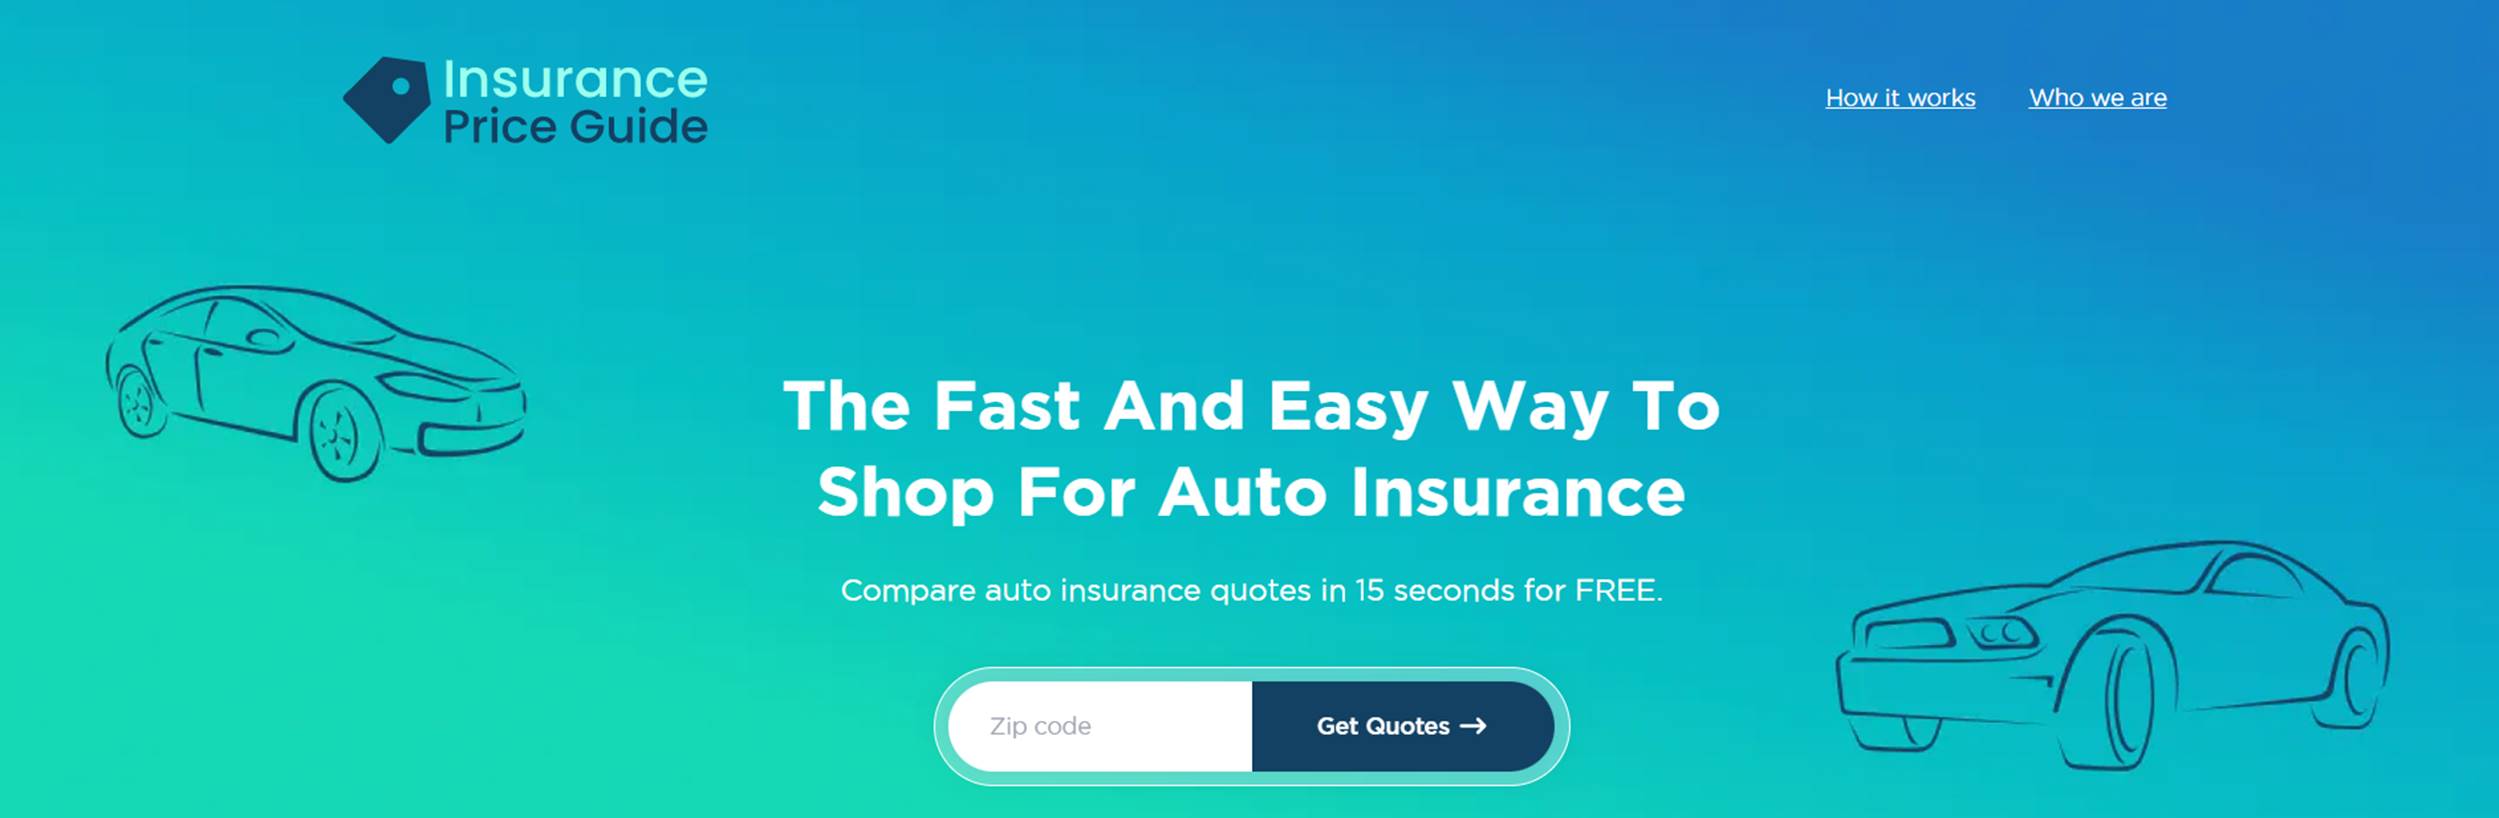 Insurance
Price Guide
How it works
Who we are
The Fast And Easy Way To
Shop For Auto Insurance
Compare auto insurance quotes in 15 seconds for FREE.
Zip code
Get Quotes →